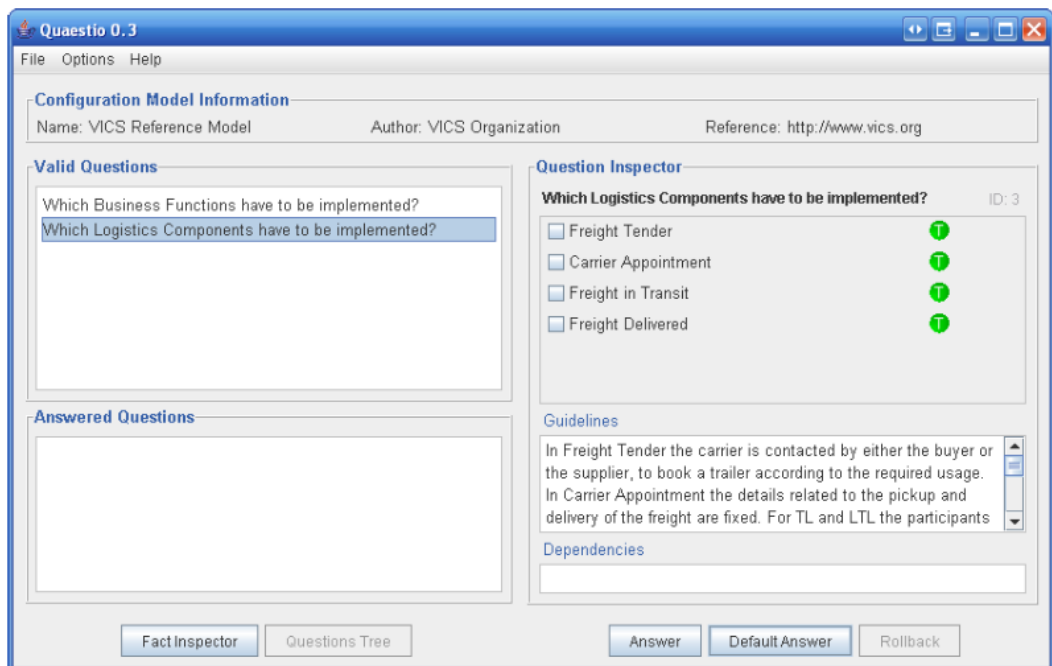 Quaestio 0.3
File Options Help
Configuration Model Information
Name: VICS Reference Model Author: VICS Organization Reference: http://www.vics.org
Valid Questions
Which Business Functions have to be implemented?
Which Logistics Components have to be implemented?
Answered Questions
Question Inspector
Which Logistics Components have to be implemented? ID: 3
Freight Tender T
Carrier Appointment T
Freight in Transit T
Freight Delivered T
Guidelines
In Freight Tender the carrier is contacted by either the buyer or
the supplier, to book a trailer according to the required usage.
In Carrier Appointment the details related to the pickup and
delivery of the freight are fixed. For TL and LTL the participants
Dependencies
Fact Inspector Questions Tree Answer Default Answer Rollback